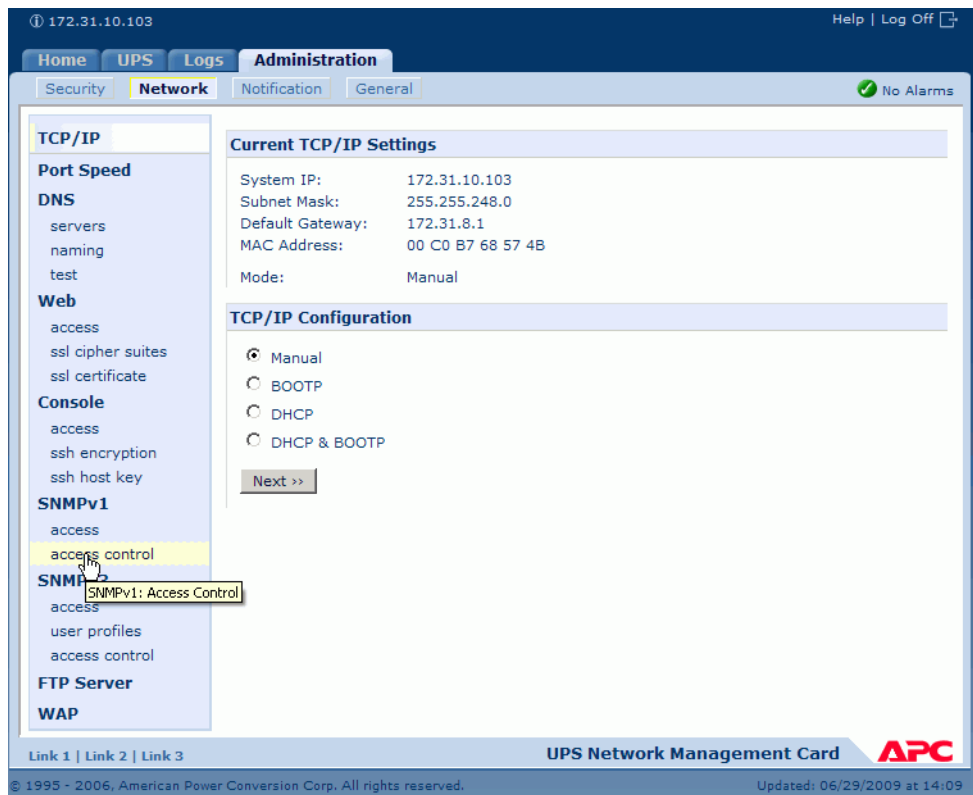 172.31.10.103
Help | Log Off
Home UPS Logs Administration
Security Network Notification General
No Alarms
TCP/IP
Port Speed
DNS
servers
naming
test
Web
access
ssl cipher suites
ssl certificate
Console
access
ssh encryption
ssh host key
SNMPv1
access
access control
SNMPv1: Access Control
access
user profiles
access control
FTP Server
WAP
Current TCP/IP Settings
System IP: 172.31.10.103
Subnet Mask: 255.255.248.0
Default Gateway: 172.31.8.1
MAC Address: 00 C0 B7 68 57 4B
Mode: Manual
TCP/IP Configuration
Manual
BOOTP
DHCP
DHCP & BOOTP
Next >>
Link 1 | Link 2 | Link 3
UPS Network Management Card
APC
© 1995 - 2006, American Power Conversion Corp. All rights reserved.
Updated: 06/29/2009 at 14:09